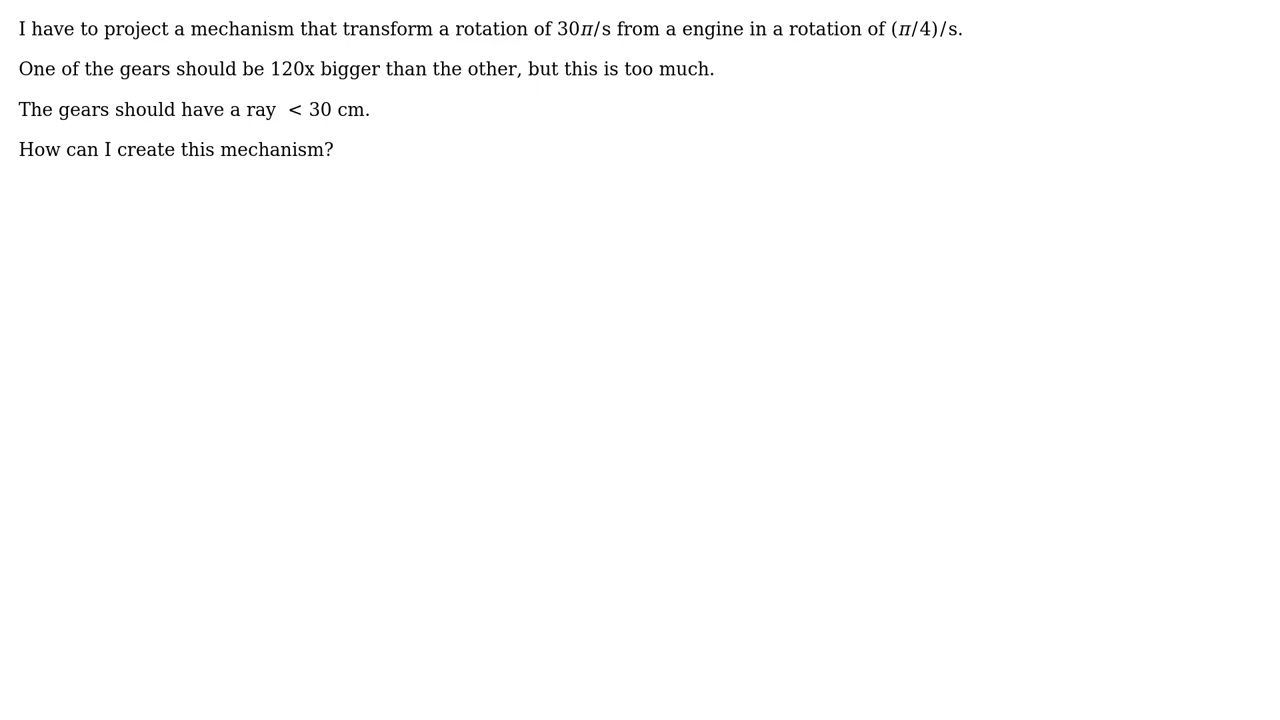 I have to project a mechanism that transform a rotation of 30π/s from a engine in a rotation of (π/4)/s.
One of the gears should be 120x bigger than the other, but this is too much.
The gears should have a ray < 30 cm.
How can I create this mechanism?